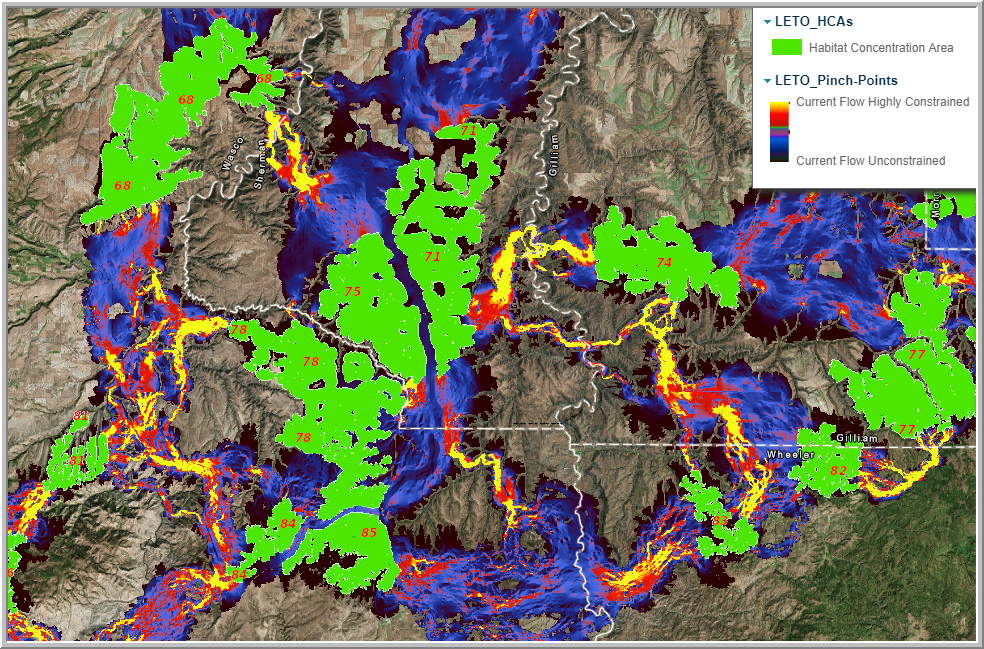 LETO_HCAs
Habitat Concentration Area
LETO_Pinch-Points
Current Flow Highly Constrained
Current Flow Unconstrained
68
68
68
71
Wasco
Sherman
Gilliam
71
74
75
78
78
78
77
77
81
81
Gilliam
Wheeler
82
84
85
83
84